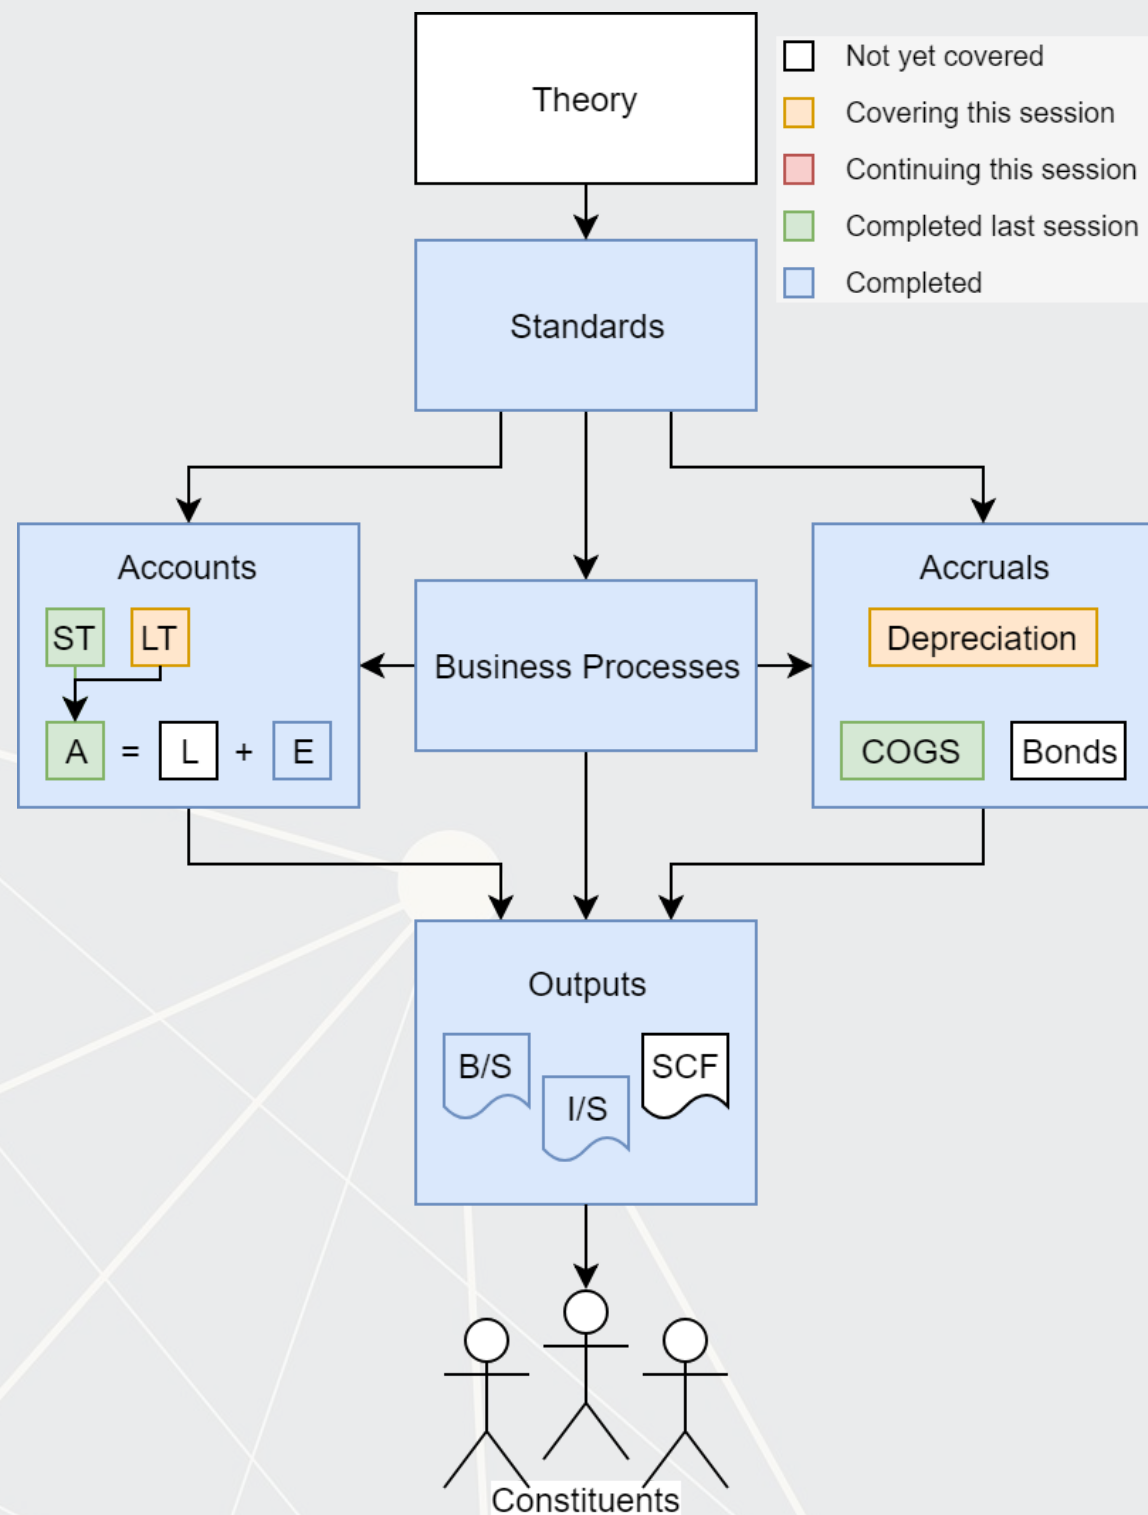 Theory
Not yet covered
Covering this session
Continuing this session
Completed last session
Completed
Standards
Accounts
ST LT
A = L + E
Business Processes
Accruals
Depreciation
COGS Bonds
Outputs
B/S
I/S
SCF
Constituents